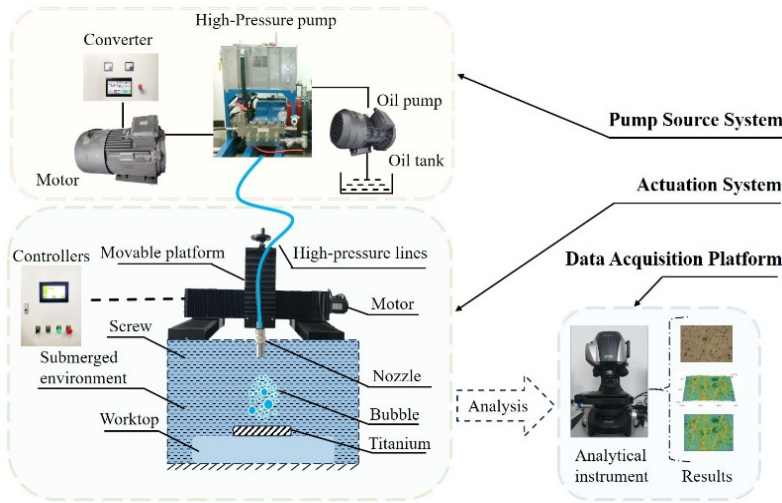 High-Pressure pump
Converter
Oil pump
Oil tank
Motor
Pump Source System
Actuation System
Data Acquisition Platform
Controllers
Movable platform
High-pressure lines
Motor
Screw
Submerged
environment
Nozzle
Bubble
Worktop
Titanium
Analysis
Analytical
instrument
Results